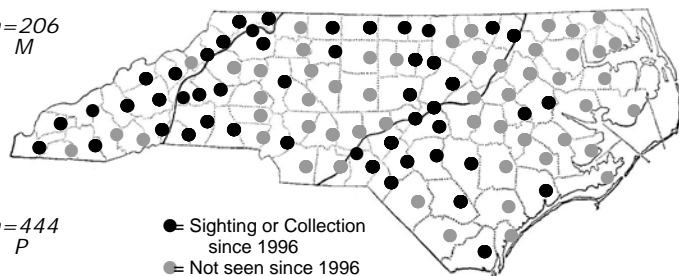 =206
M
=444
P
= Sighting or Collection
since 1996
= Not seen since 1996